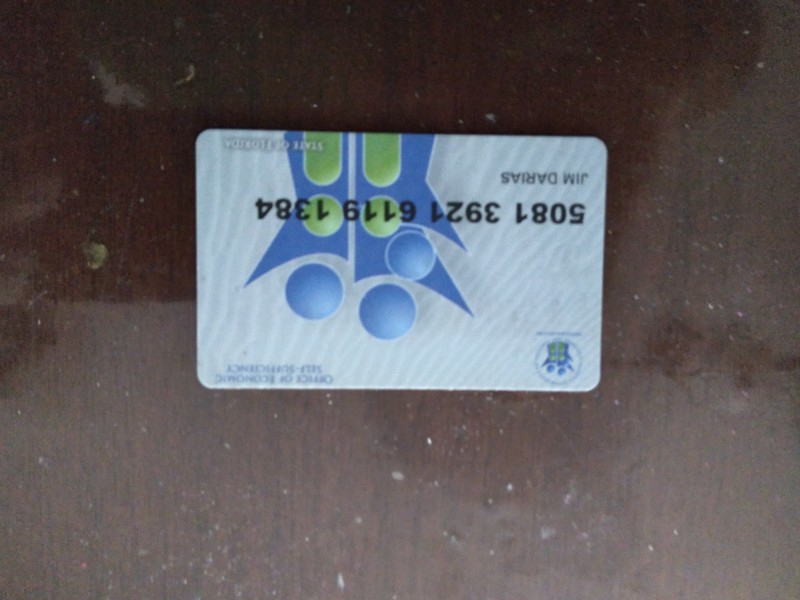 OFFICE OF ECONOMIC
SELF-SUFFICIENCY
5081 3921 6119 1384
JIM DARIAS
STATE OF FLORIDA